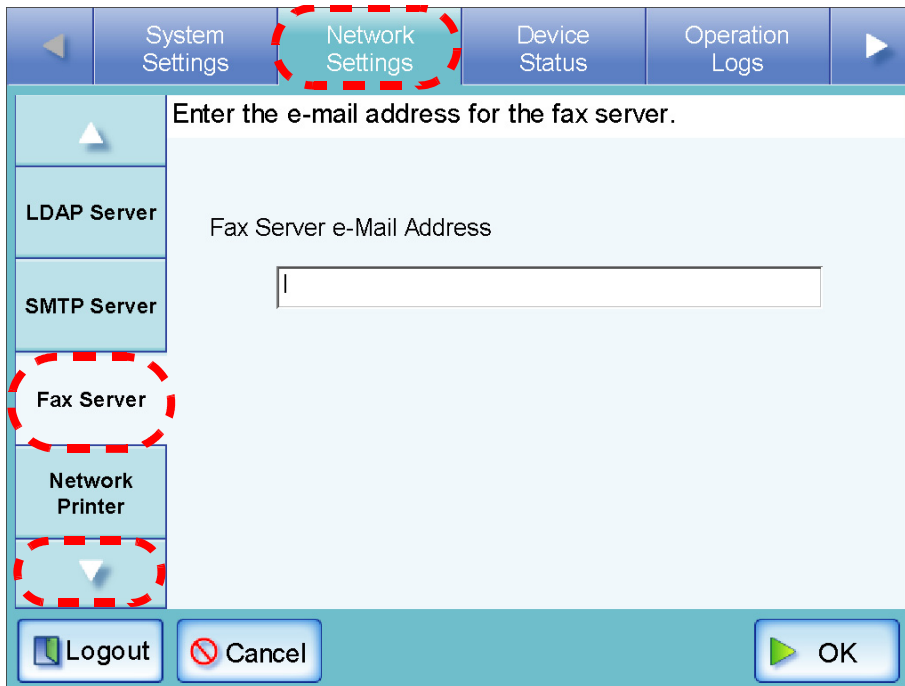 System
Settings
Network
Settings
Device
Status
Operation
Logs
Enter the e-mail address for the fax server.
LDAP Server
SMTP Server
Fax Server
Network
Printer
Fax Server e-Mail Address
Logout
Cancel
OK